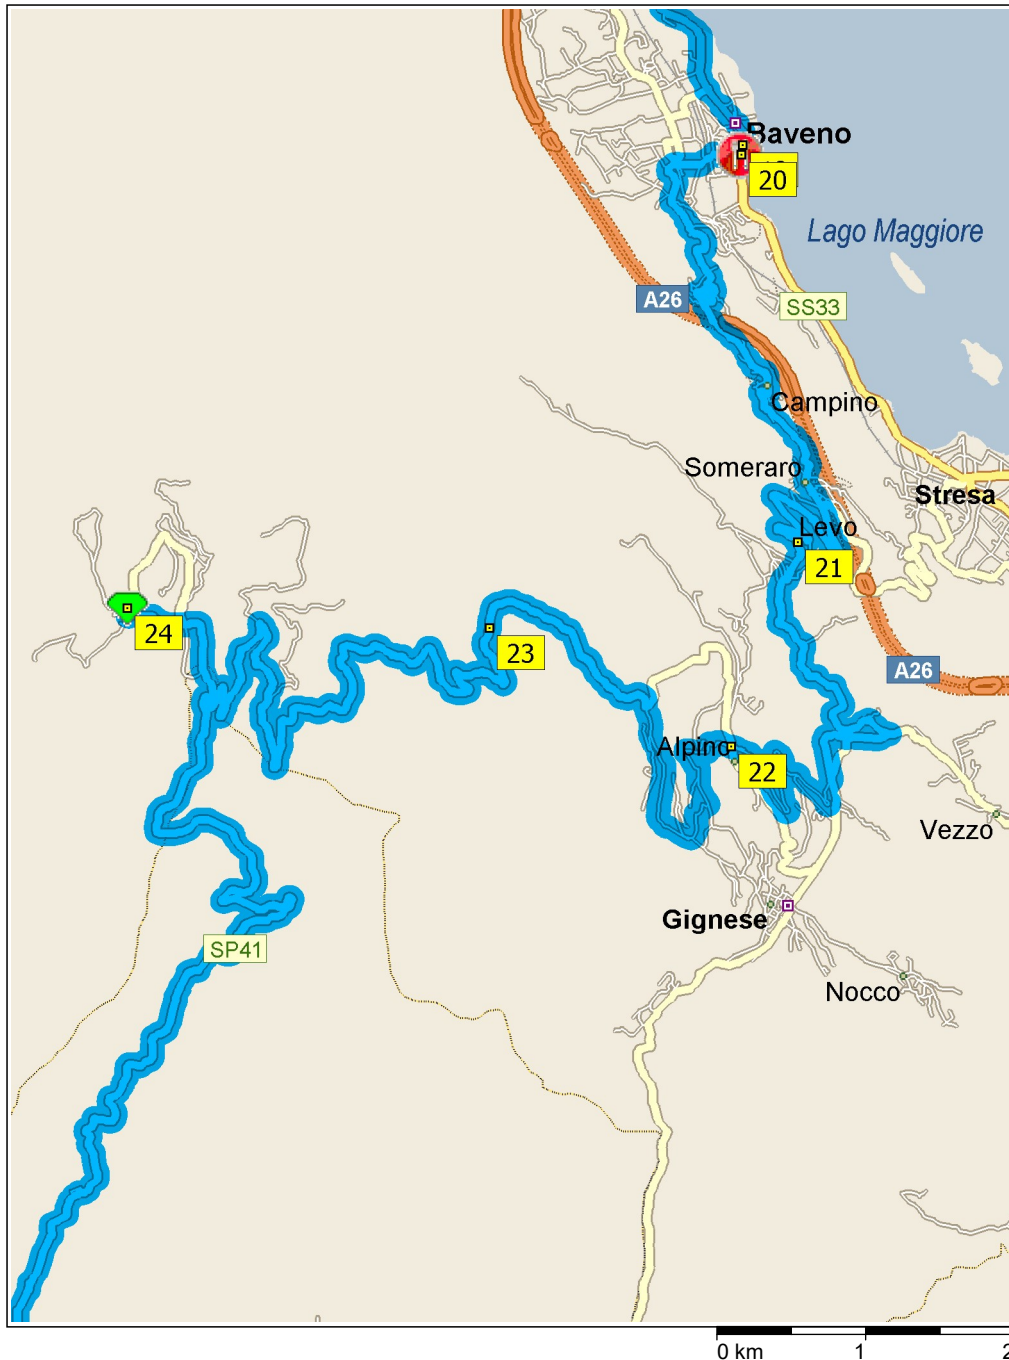 Baveno
20
Lago Maggiore
A26
SS33
Campino
Someraro
Stresa
Levo
21
24
23
A26
Alpino
22
Vezzo
Gignese
SP41
Nocco
0 km 1 2